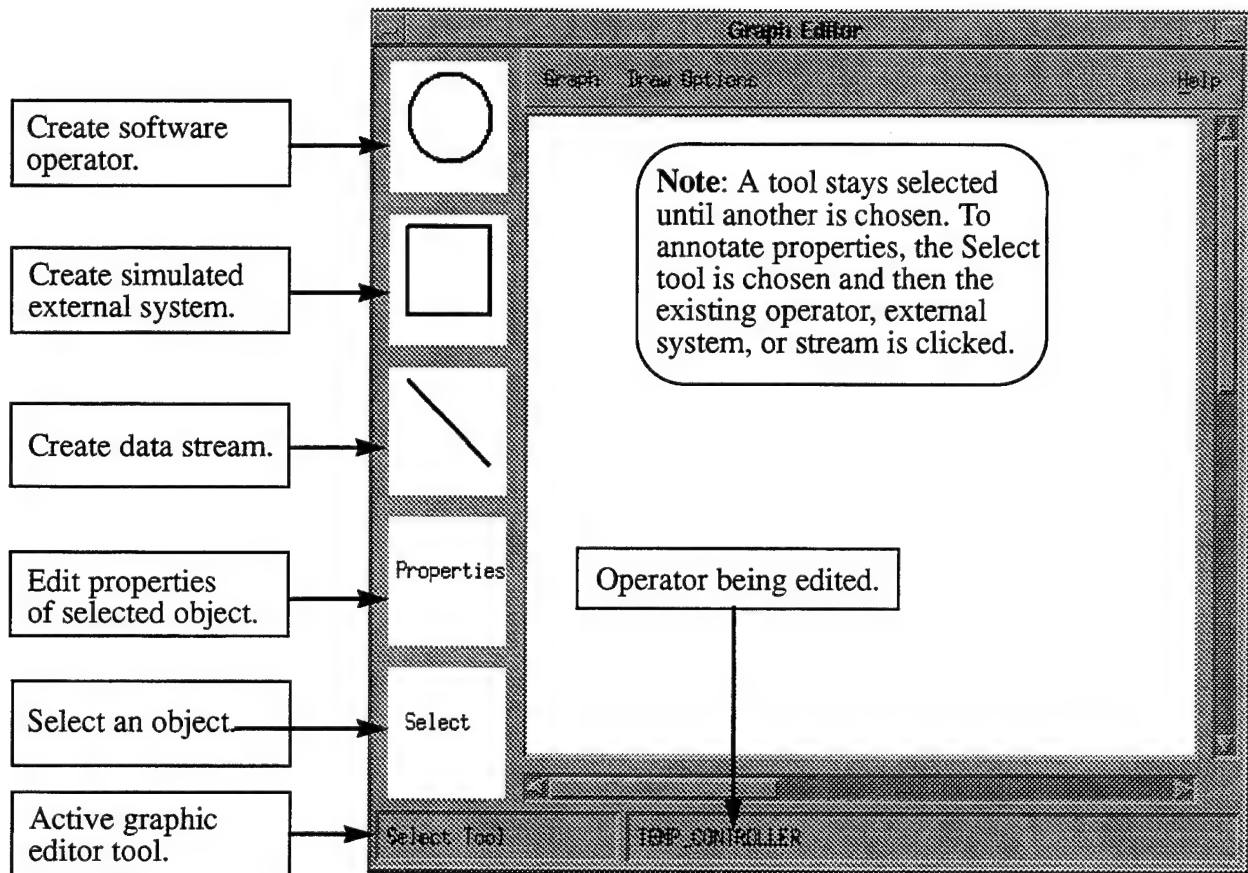 Graph Editor
Graph Draw Options Help
Create software
operator.
Note: A tool stays selected
until another is chosen. To
annotate properties, the Select
tool is chosen and then the
existing operator, external
system, or stream is clicked.
Create simulated
external system.
Create data stream.
Edit properties
of selected object.
Properties
Operator being edited.
Select an object.
Select
Active graphic
editor tool.
Select Tool
TEMP_CONTROLLER